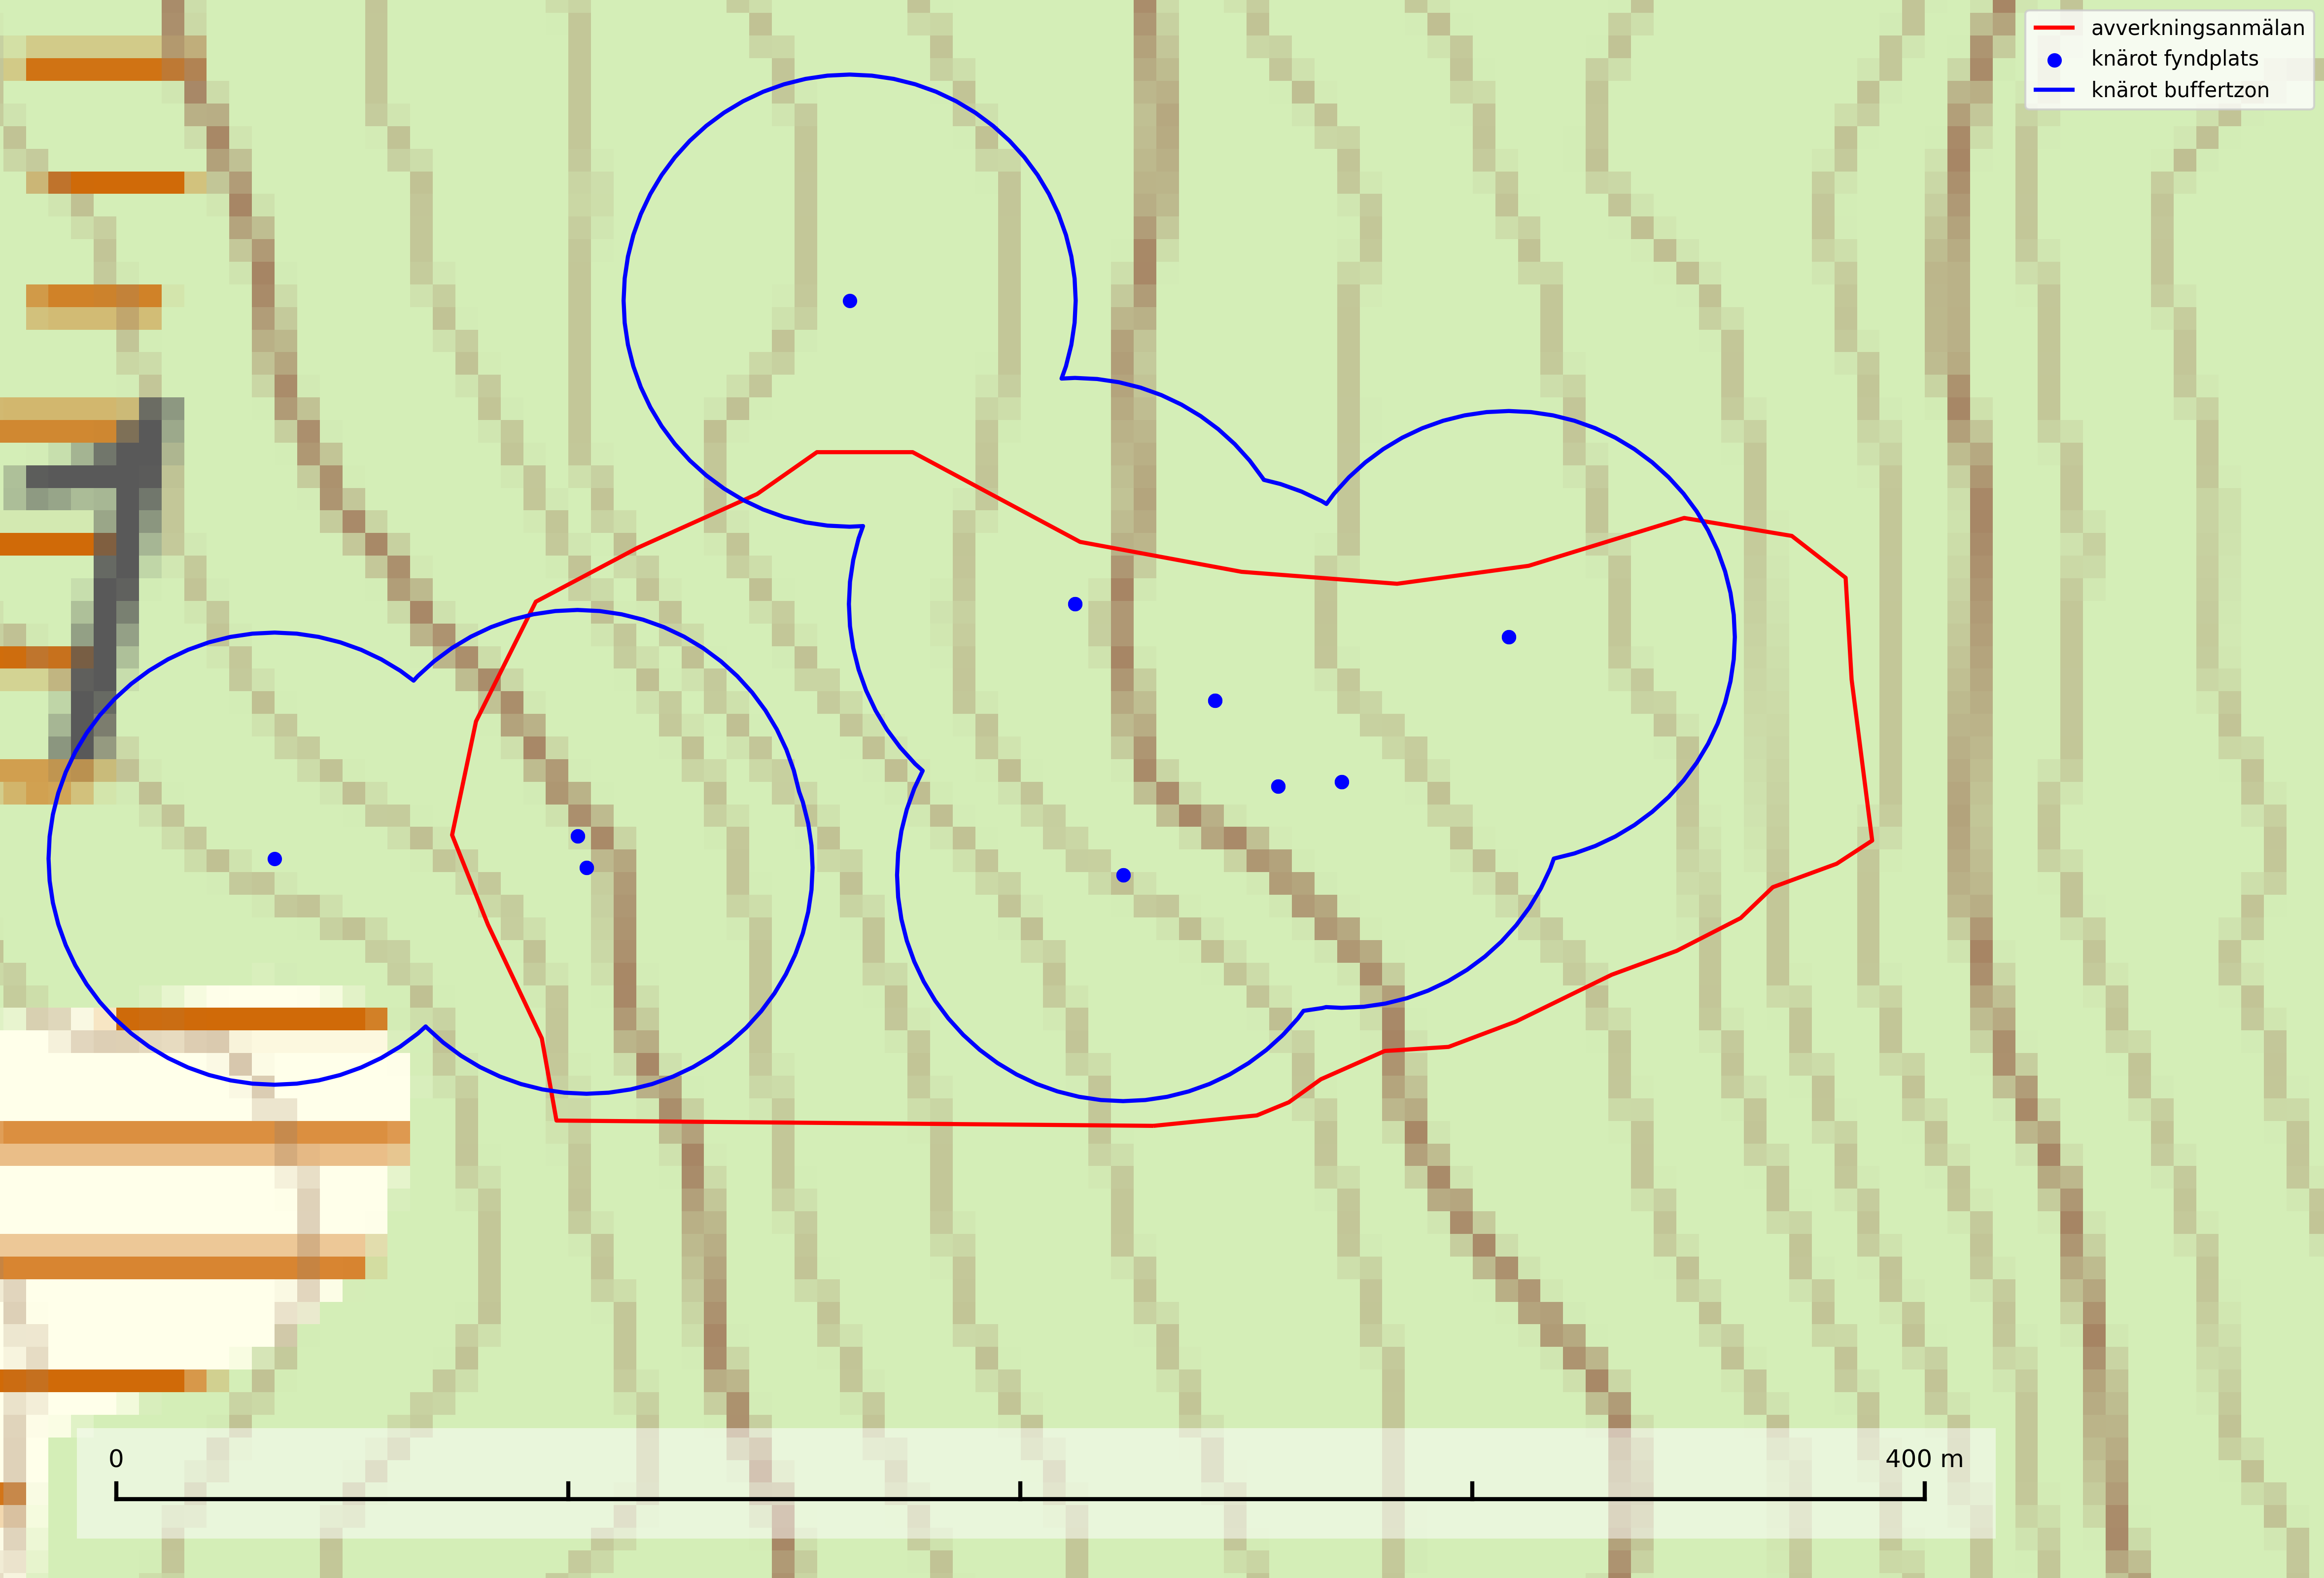 avverkningsanmälan
knärot fyndplats
knärot buffertzon
0
400 m